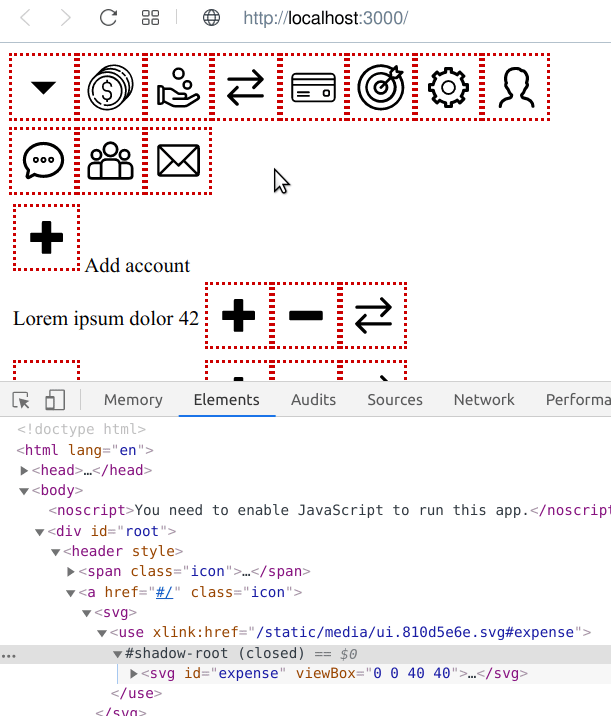 http://localhost:3000/
$
Add account
Lorem ipsum dolor 42
Memory Elements Audits Sources Network Performa
<!doctype html>
<html lang="en">
<head>…</head>
<body>
<noscript>You need to enable JavaScript to run this app.</noscript
<div id="root">
<header style>
<span class="icon">…</span>
<a href="#/" class="icon">
<svg>
<use xlink:href="/static/media/ui.810d5e6e.svg#expense">
… #shadow-root (closed) == $0
<svg id="expense" viewBox="0 0 40 40">…</svg>
</use>
</svg>